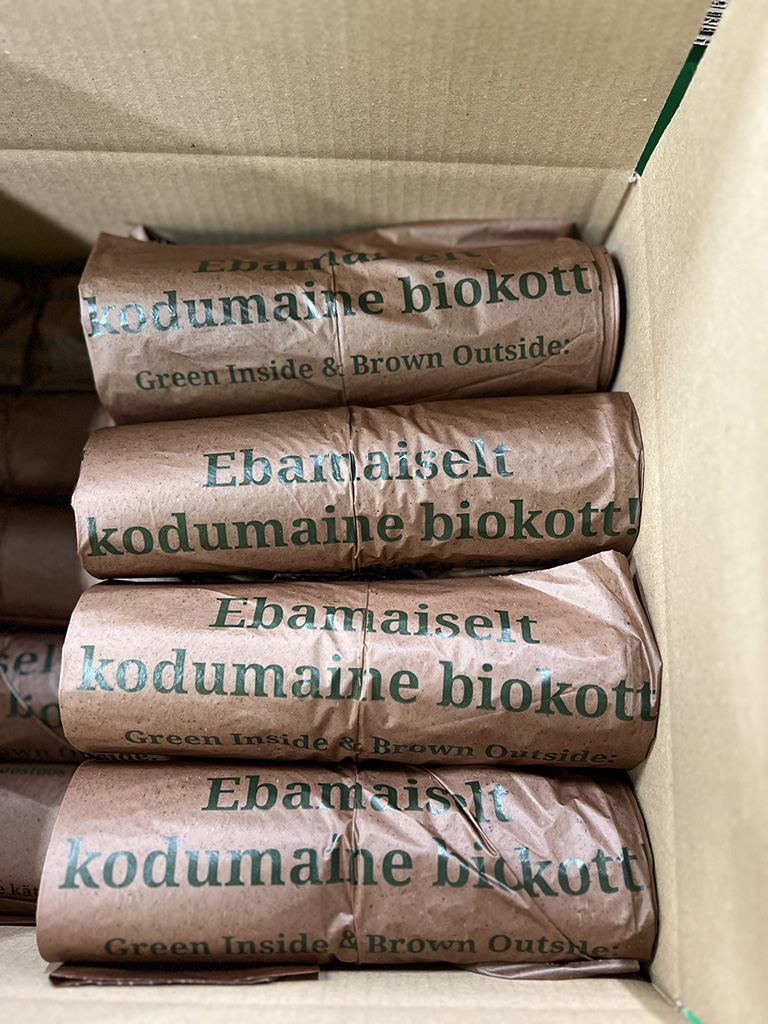 Ebamaiselt
kodumaine biokott!
Green Inside & Brown Outside:
Ebamaiselt
kodumaine biokott!
Ebamaiselt
kodumaine biokott
Green Inside & Brown Outside:
Ebamaiselt
kodumaine biokott
Green Inside & Brown Outside: